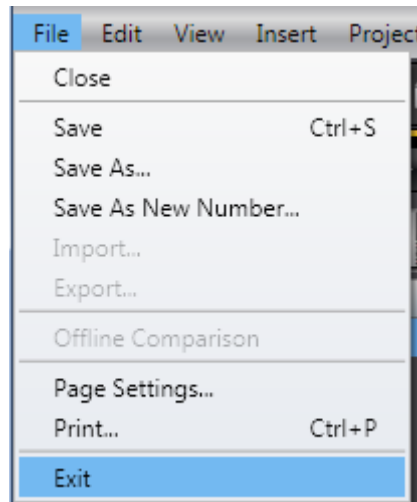 File Edit View Insert Project
Close
Save Ctrl+S
Save As...
Save As New Number...
Import...
Export...
Offline Comparison
Page Settings...
Print... Ctrl+P
Exit